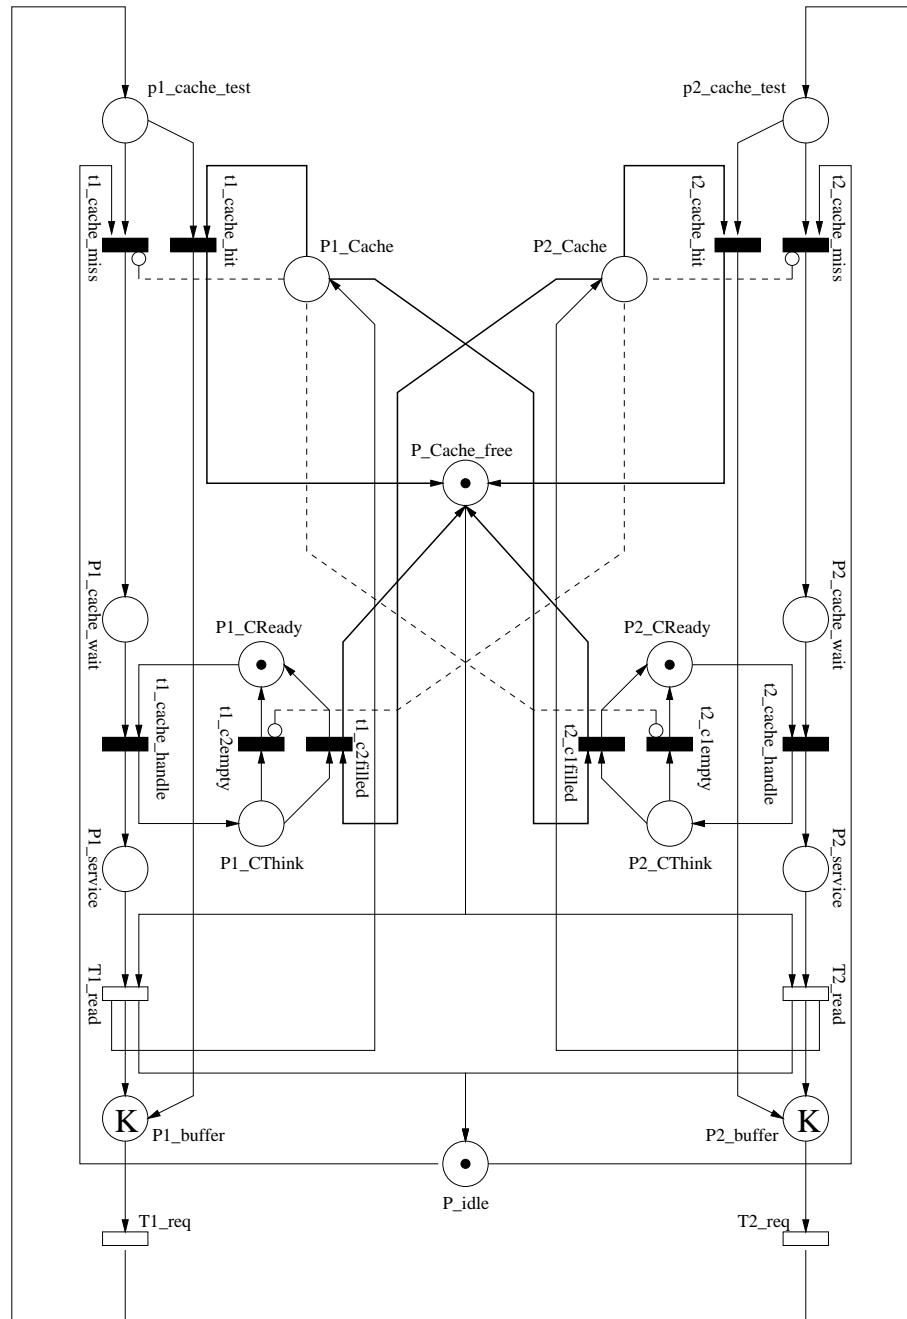 p1_cache_test
p2_cache_test
t1_cache_miss
t1_cache_hit
t2_cache_hit
t2_cache_miss
P1_Cache
P2_Cache
P_Cache_free
P1_cache_wait
P2_cache_wait
P1_CReady
P2_CReady
t1_cache_handle
t1_c2empty
t1_c2filled
t2_c1filled
t2_c1empty
t2_cache_handle
P1_CThink
P2_CThink
P1_service
P2_service
T1_read
T2_read
K
K
P1_buffer
P2_buffer
P_idle
T1_req
T2_req